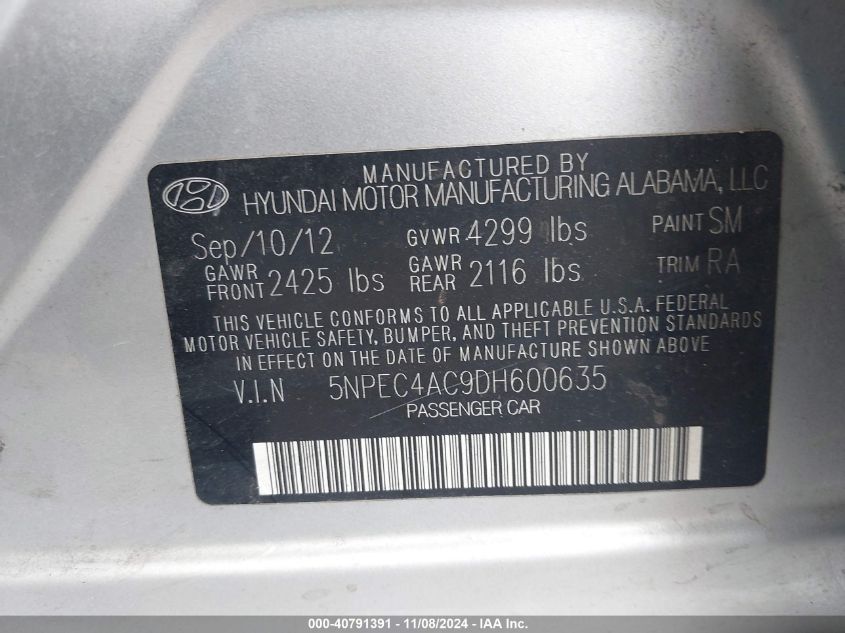 MANUFACTURED BY
HYUNDAI MOTOR MANUFACTURING ALABAMA, LLC
Sep/10/12 GVWR 4299 lbs PAINT SM
GAWR FRONT 2425 lbs GAWR REAR 2116 lbs TRIM RA
THIS VEHICLE CONFORMS TO ALL APPLICABLE U.S.A. FEDERAL
MOTOR VEHICLE SAFETY, BUMPER, AND THEFT PREVENTION STANDARDS
IN EFFECT ON THE DATE OF MANUFACTURE SHOWN ABOVE
V.I.N 5NPEC4AC9DH600635
PASSENGER CAR
000-40791391 - 11/08/2024 - IAA Inc.